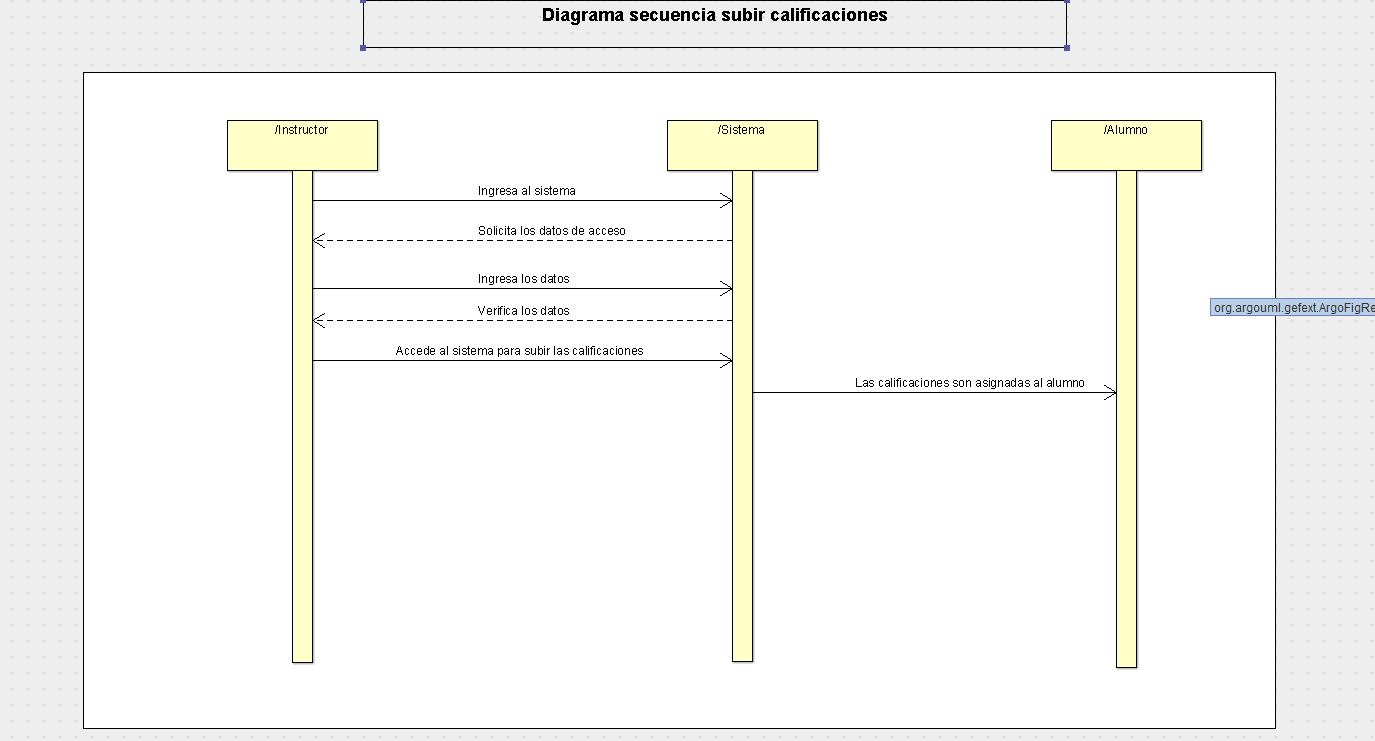 Diagrama secuencia subir calificaciones
/Instructor
/Sistema
/Alumno
Ingresa al sistema
Solicita los datos de acceso
Ingresa los datos
org.argouml.gefext.ArgoFigRe
Verifica los datos
Accede al sistema para subir las calificaciones
Las calificaciones son asignadas al alumno